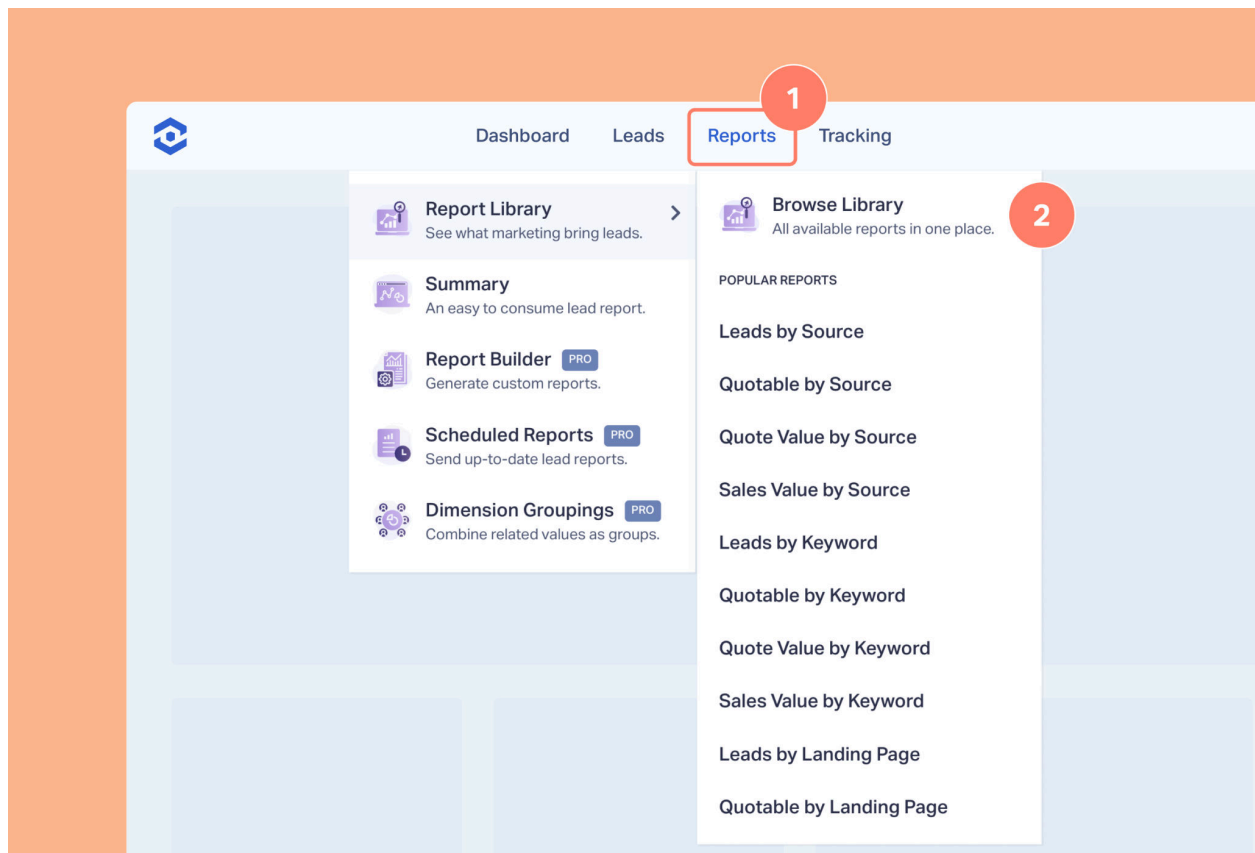 1
Dashboard
Leads
Reports
Tracking
Report Library
See what marketing bring leads.
Summary
An easy to consume lead report.
Report Builder PRO
Generate custom reports.
Scheduled Reports PRO
Send up-to-date lead reports.
Dimension Groupings PRO
Combine related values as groups.
Browse Library
All available reports in one place.
2
POPULAR REPORTS
Leads by Source
Quotable by Source
Quote Value by Source
Sales Value by Source
Leads by Keyword
Quotable by Keyword
Quote Value by Keyword
Sales Value by Keyword
Leads by Landing Page
Quotable by Landing Page